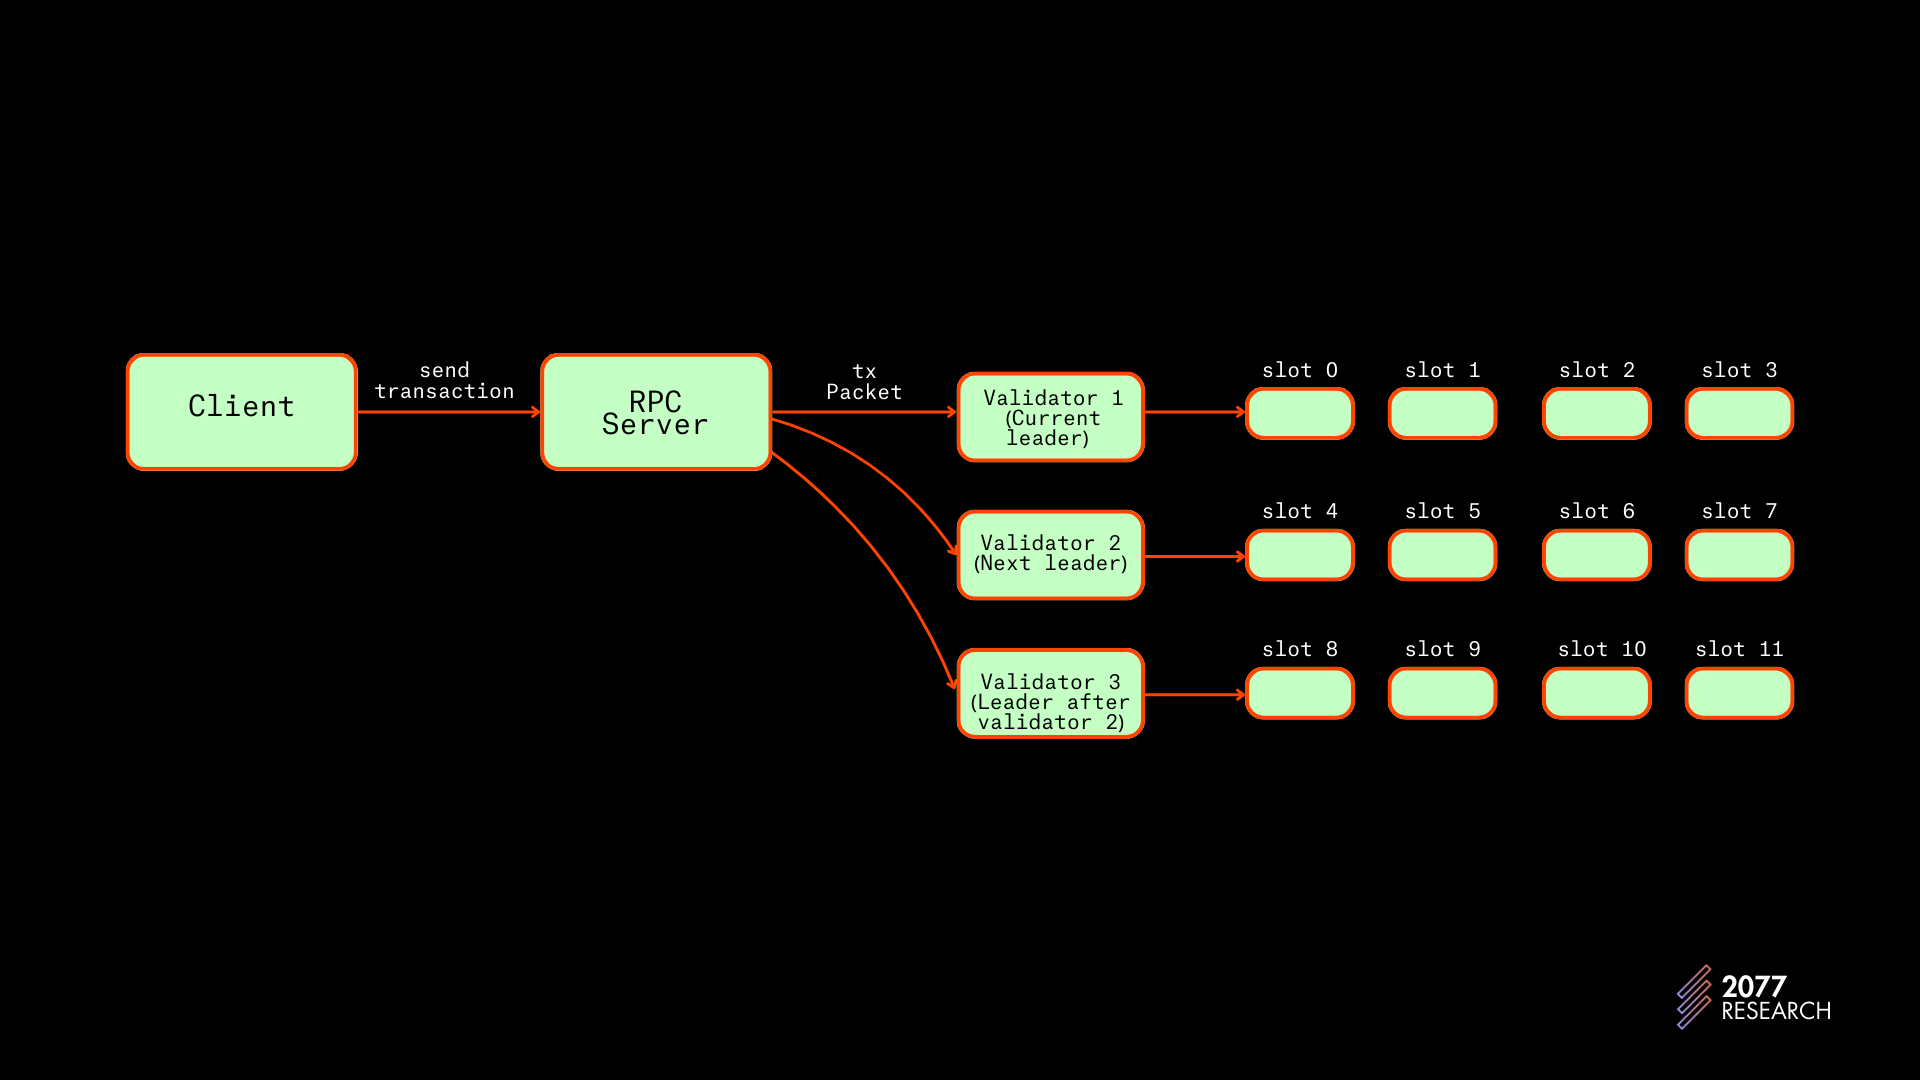 Client
send
transaction
RPC
Server
tx
Packet
Validator 1
(Current
leader)
slot 0
slot 1
slot 2
slot 3
Validator 2
(Next leader)
slot 4
slot 5
slot 6
slot 7
Validator 3
(Leader after
validator 2)
slot 8
slot 9
slot 10
slot 11
2077
RESEARCH